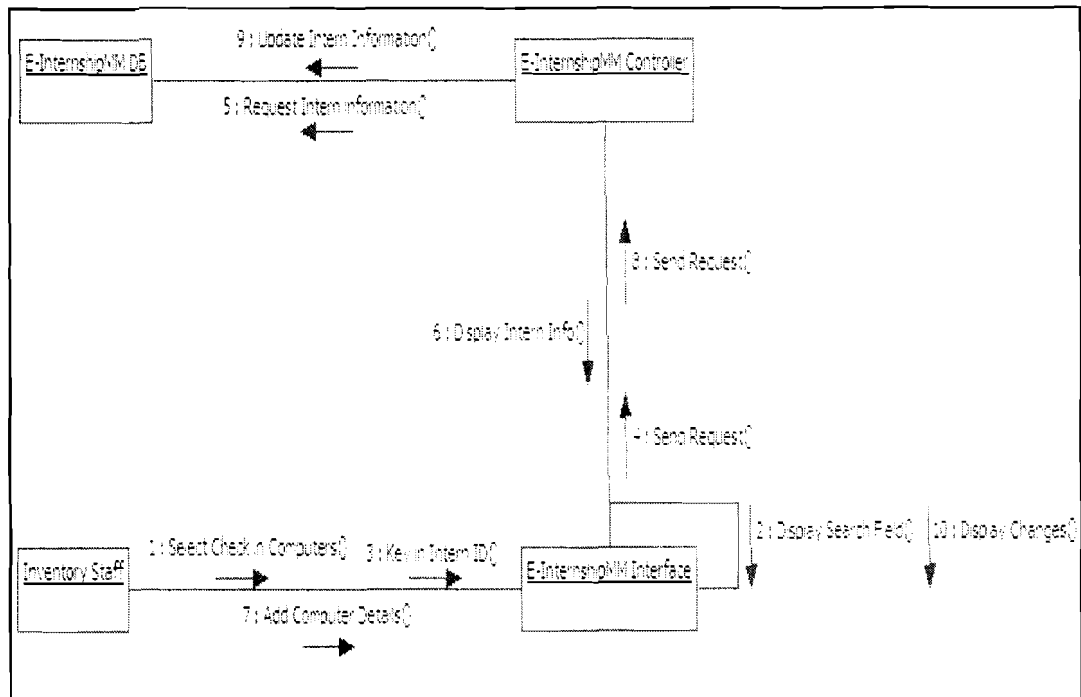 9 : Update Intern Information()
E-InternshipMM DB
E-InternshipMM Controller
5 : Request Intern information()
8 : Send Request()
6 : Display Intern Info()
4 : Send Request()
2 : Display Search Field()
10 : Display Changes()
1 : Select Check in Computers()
3 : Key in Intern ID()
Inventory Staff
E-InternshipMM Interface
7 : Add Computer Details()